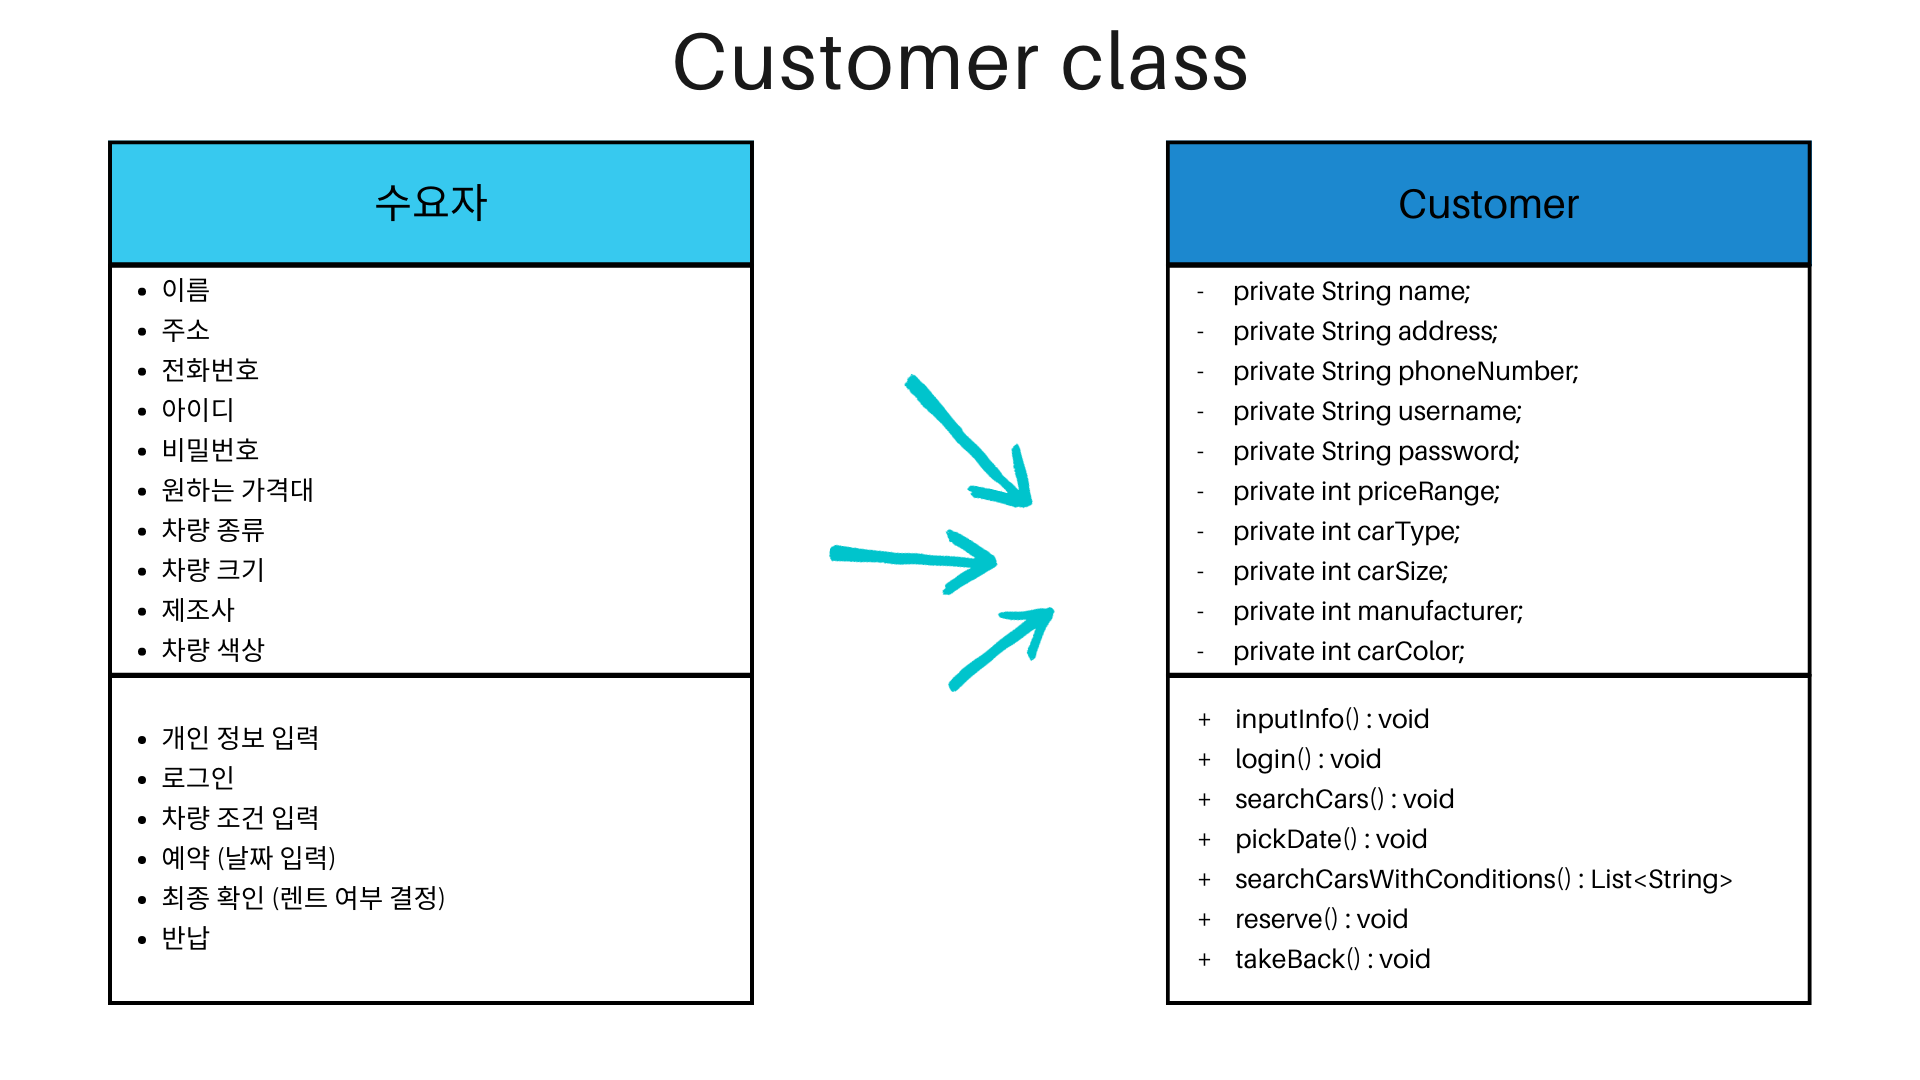 Customer class
수요자
• 이름
• 주소
• 전화번호
• 아이디
• 비밀번호
• 원하는 가격대
• 차량 종류
• 차량 크기
• 제조사
• 차량 색상
• 개인 정보 입력
• 로그인
• 차량 조건 입력
• 예약 (날짜 입력)
• 최종 확인 (렌트 여부 결정)
• 반납
Customer
- private String name;
- private String address;
- private String phoneNumber;
- private String username;
- private String password;
- private int priceRange;
- private int carType;
- private int carSize;
- private int manufacturer;
- private int carColor;
+ inputInfo() : void
+ login() : void
+ searchCars() : void
+ pickDate() : void
+ searchCarsWithConditions() : List<String>
+ reserve() : void
+ takeBack() : void